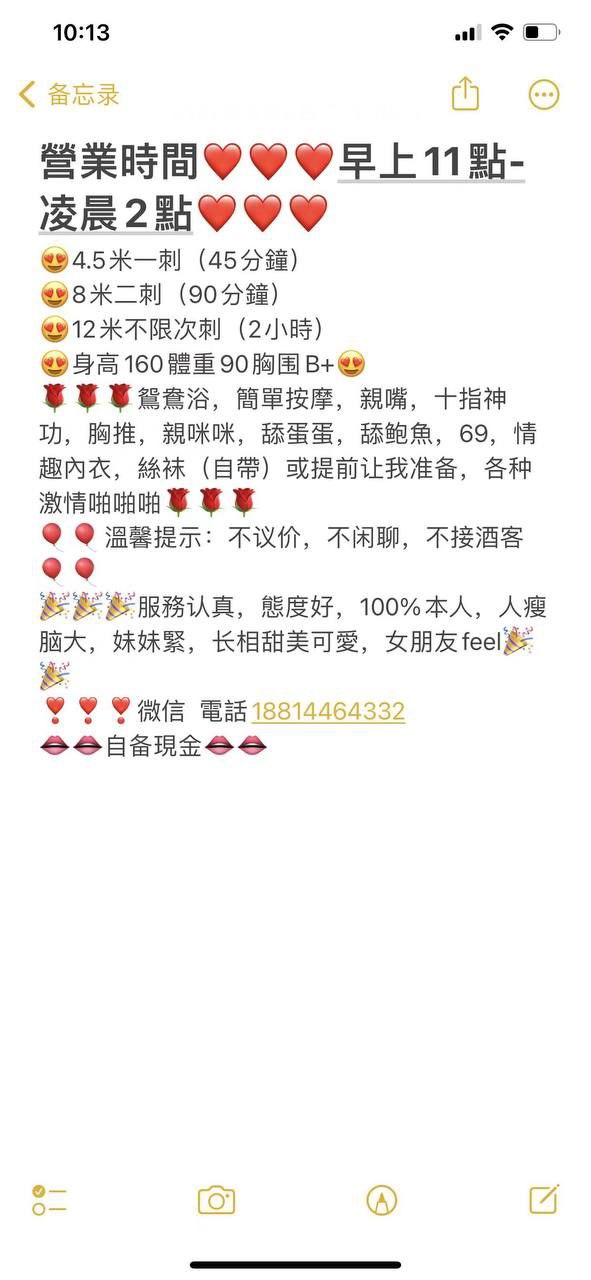 10:13
备忘录
營業時間❤️❤️❤️早上11點-
凌晨2點❤️❤️❤️
😍4.5米一刺（45分鐘）
😍8米二刺（90分鐘）
😍12米不限次刺（2小時）
😍身高160體重90胸围B+😍
🌹🌹🌹鴛鴦浴，簡單按摩，親嘴，十指神
功，胸推，親咪咪，舔蛋蛋，舔鲍魚，69，情
趣內衣，絲袜（自帶）或提前让我准备，各种
激情啪啪啪🌹🌹🌹
🎈🎈溫馨提示：不议价，不闲聊，不接酒客
🎈🎈
🎉🎉🎉服務认真，態度好，100%本人，人瘦
脑大，妹妹緊，长相甜美可愛，女朋友feel🎉
🎉
❣️❣️❣️微信 電話18814464332
👄👄自备現金👄👄